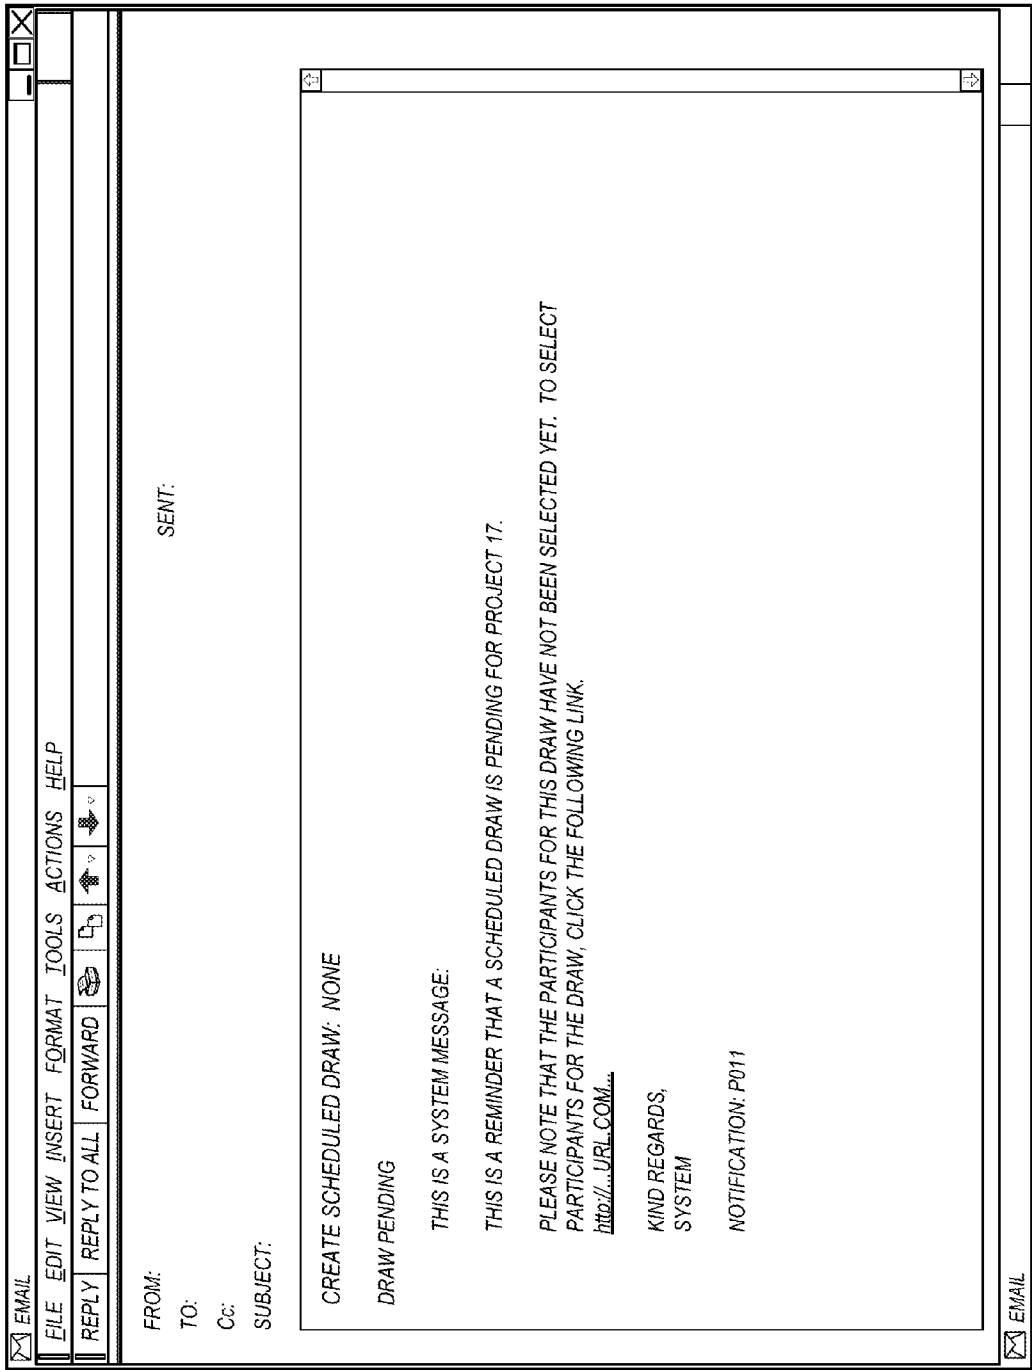 EMAIL
FILE EDIT VIEW INSERT FORMAT TOOLS ACTIONS HELP
REPLY REPLY TO ALL FORWARD
FROM:
SENT:
TO:
Cc:
SUBJECT:
CREATE SCHEDULED DRAW: NONE
DRAW PENDING
THIS IS A SYSTEM MESSAGE:
THIS IS A REMINDER THAT A SCHEDULED DRAW IS PENDING FOR PROJECT 17.
PLEASE NOTE THAT THE PARTICIPANTS FOR THIS DRAW HAVE NOT BEEN SELECTED YET. TO SELECT
PARTICIPANTS FOR THE DRAW, CLICK THE FOLLOWING LINK.
http://...URL.COM...
KIND REGARDS,
SYSTEM
NOTIFICATION: P011
EMAIL